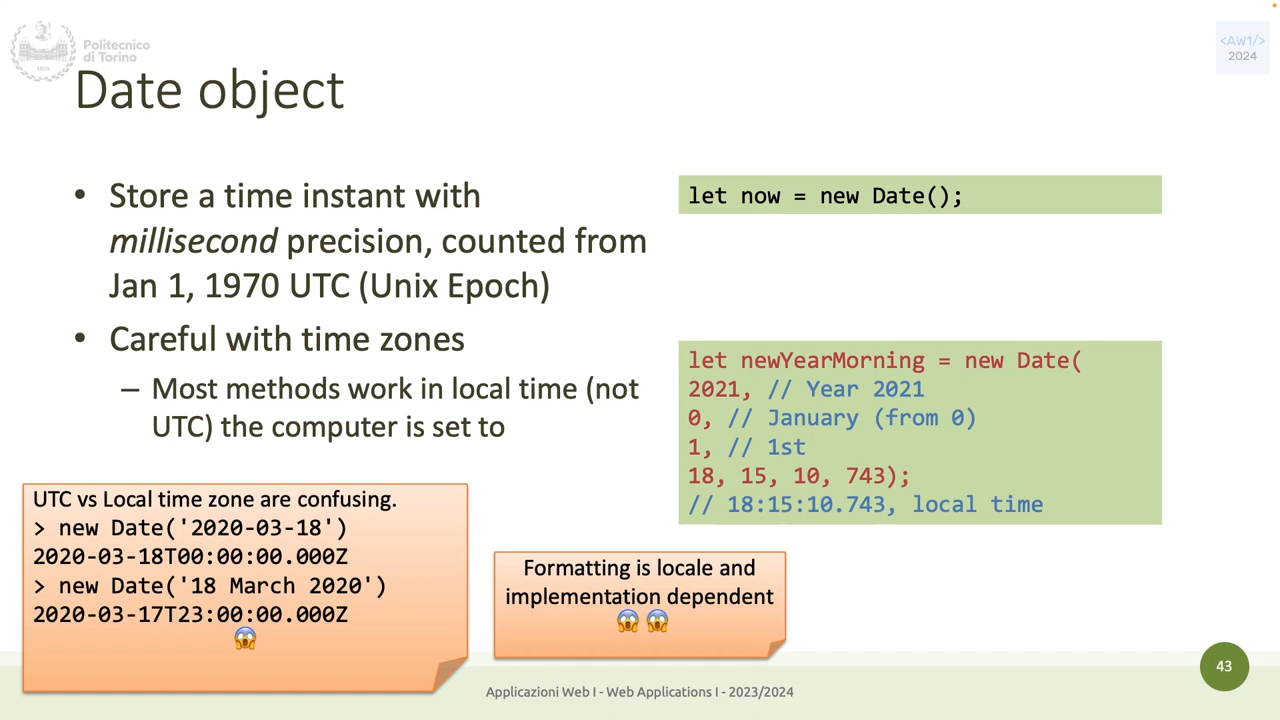 Politecnico
di Torino
1859
<AW1/>
2024
Date object
• Store a time instant with
millisecond precision, counted from
Jan 1, 1970 UTC (Unix Epoch)
• Careful with time zones
– Most methods work in local time (not
UTC) the computer is set to
let now = new Date();
let newYearMorning = new Date(
2021, // Year 2021
0, // January (from 0)
1, // 1st
18, 15, 10, 743);
// 18:15:10.743, local time
UTC vs Local time zone are confusing.
> new Date('2020-03-18')
2020-03-18T00:00:00.000Z
> new Date('18 March 2020')
2020-03-17T23:00:00.000Z
😱
Formatting is locale and
implementation dependent
😱 😱
Applicazioni Web I - Web Applications I - 2023/2024
43